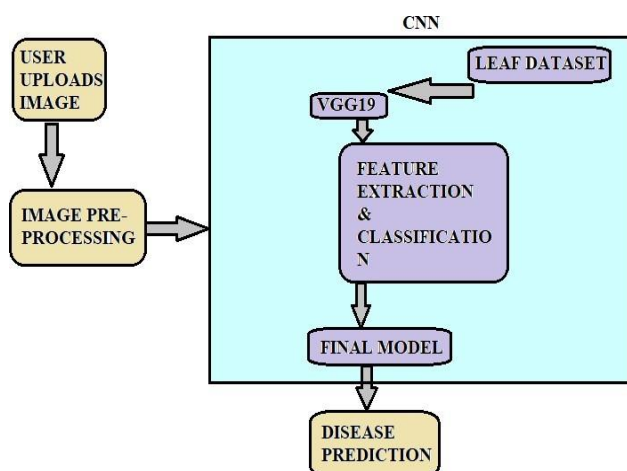 CNN
USER
UPLOADS
IMAGE
LEAF DATASET
VGG19
FEATURE
EXTRACTION
&
CLASSIFICATIO
N
IMAGE PRE-
PROCESSING
FINAL MODEL
DISEASE
PREDICTION